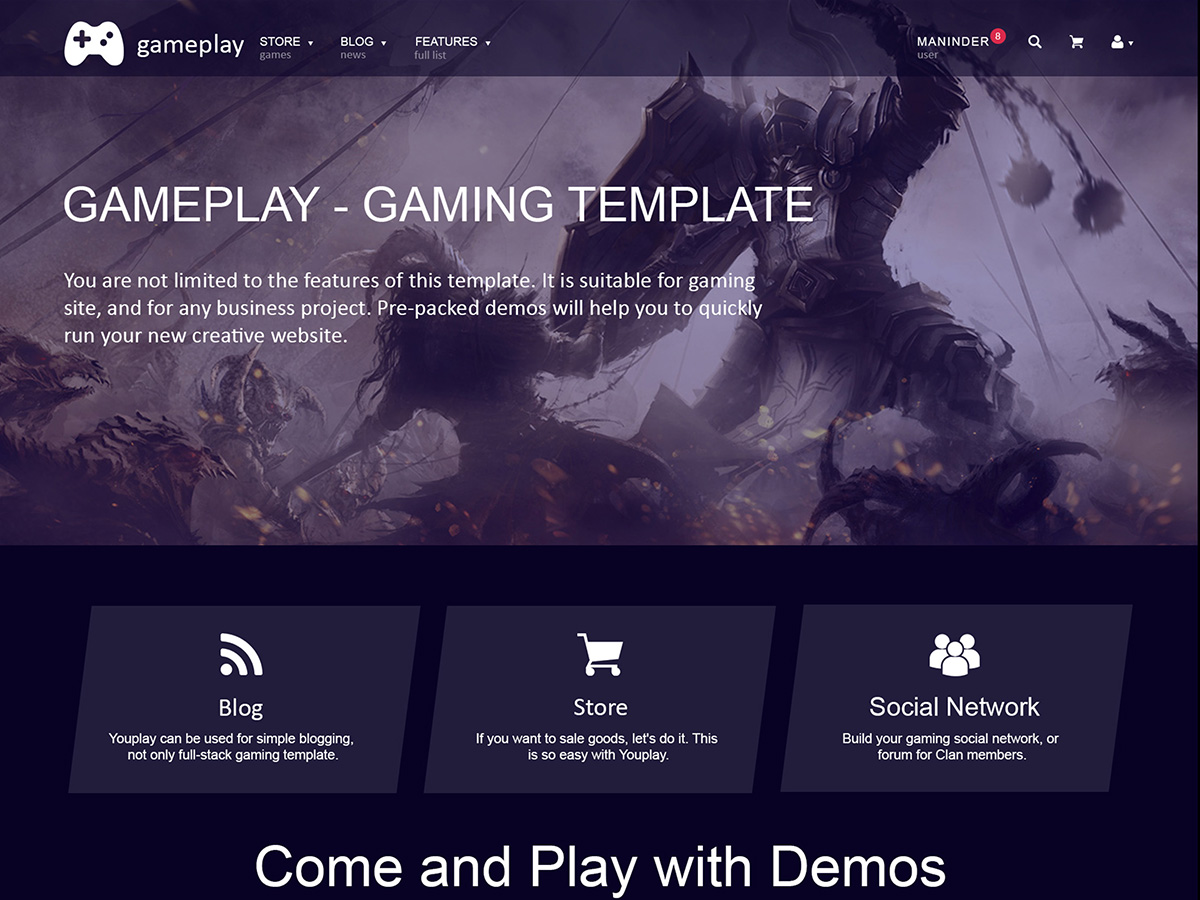 gameplay
STORE
games
BLOG
news
FEATURES
full list
MANINDER
8
user
GAMEPLAY - GAMING TEMPLATE
You are not limited to the features of this template. It is suitable for gaming
site, and for any business project. Pre-packed demos will help you to quickly
run your new creative website.
Blog
Youplay can be used for simple blogging,
not only full-stack gaming template.
Store
If you want to sale goods, let's do it. This
is so easy with Youplay.
Social Network
Build your gaming social network, or
forum for Clan members.
Come and Play with Demos